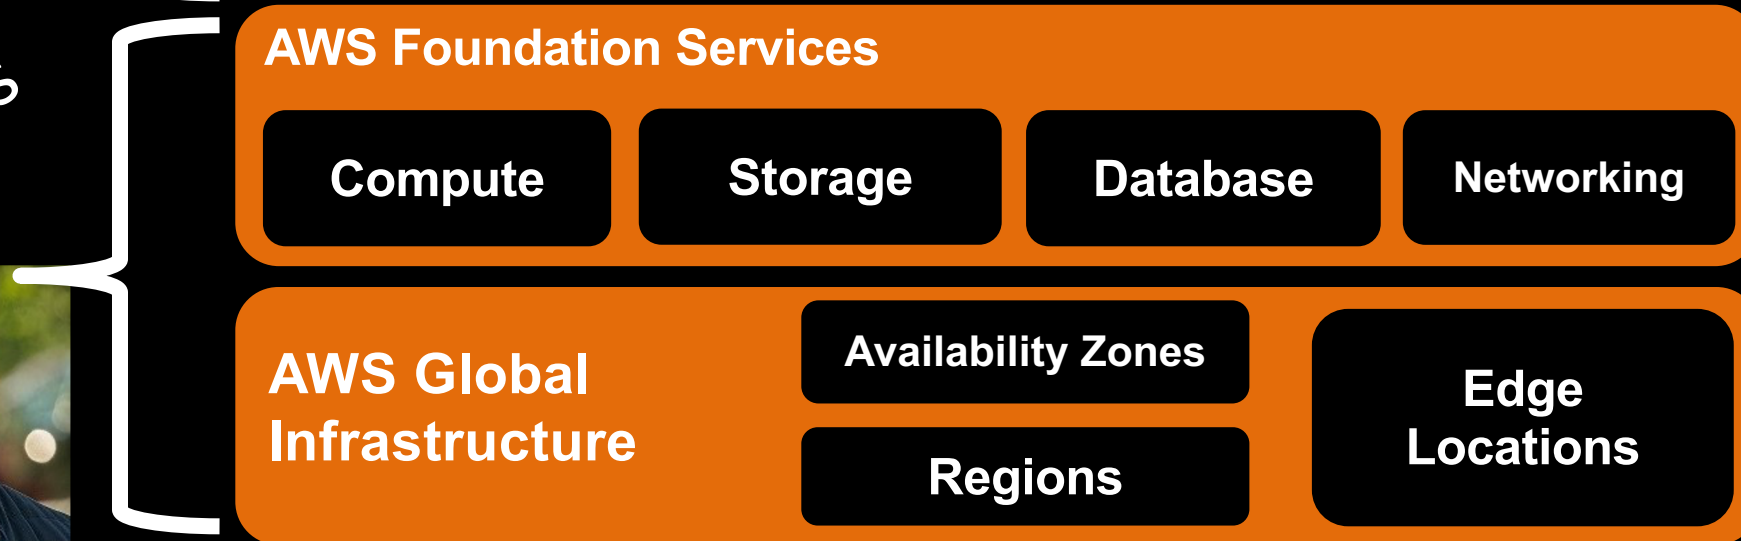 AWS Foundation Services
Compute
Storage
Database
Networking
AWS Global
Infrastructure
Availability Zones
Regions
Edge
Locations